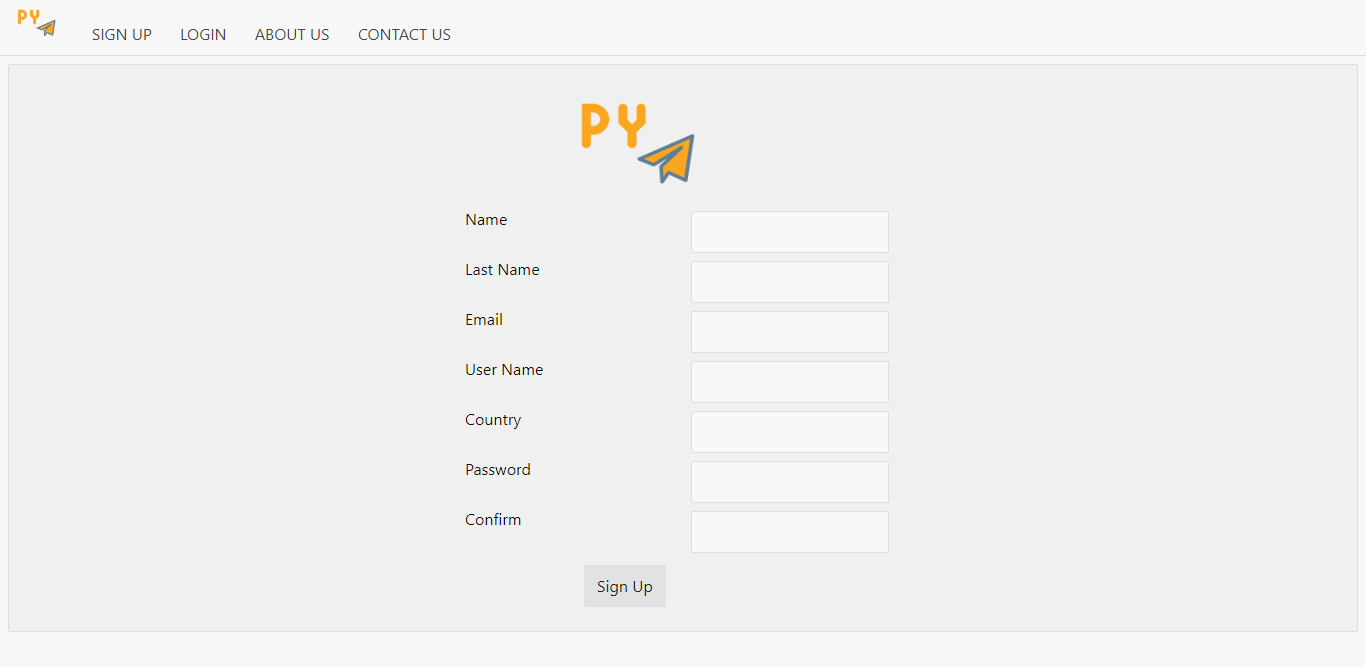 PY
SIGN UP LOGIN ABOUT US CONTACT US
PY
Name
Last Name
Email
User Name
Country
Password
Confirm
Sign Up